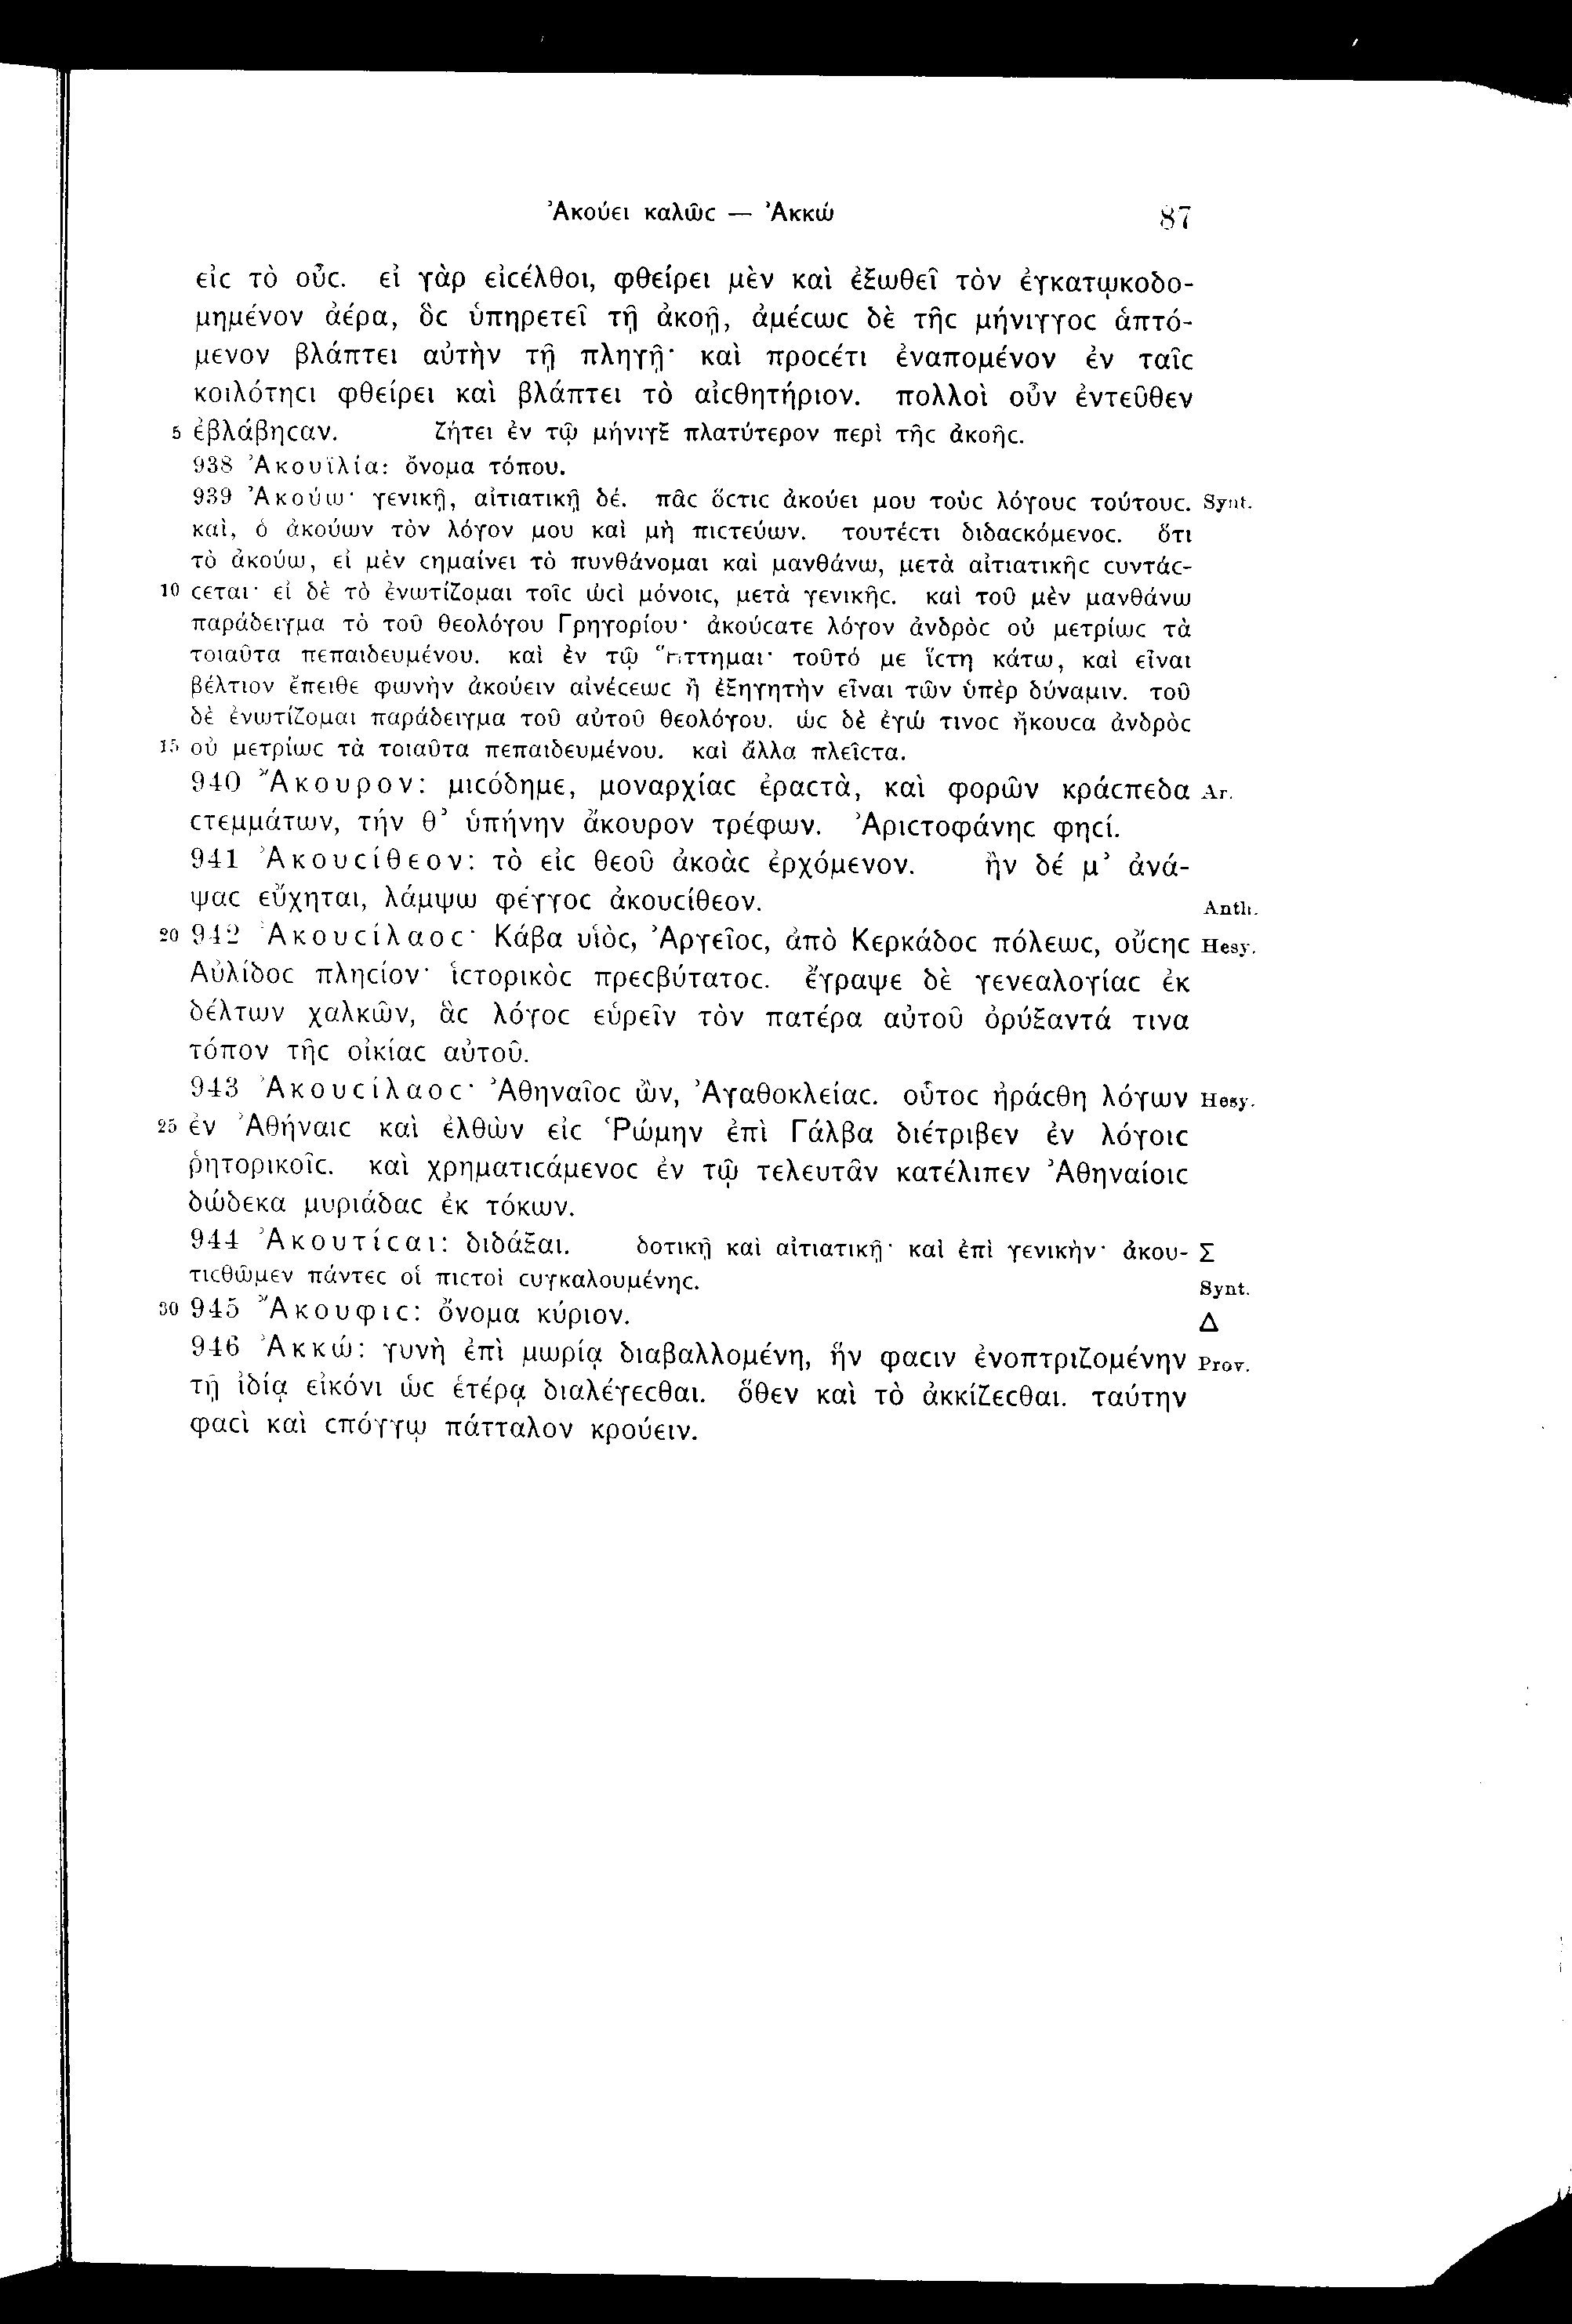 Ἀκούει καλῶϲ — Ἀκκώ 87
εἰϲ τὸ οὖϲ. εἰ γὰρ εἰϲέλθοι, φθείρει μὲν καὶ ἐξωθεῖ τὸν ἐγκατῳκοδο-
μημένον ἀέρα, ὃϲ ὑπηρετεῖ τῇ ἀκοῇ, ἀμέϲωϲ δὲ τῆϲ μήνιγγοϲ ἁπτό-
μενον βλάπτει αὐτὴν τῇ πληγῇ· καὶ προϲέτι ἐναπομένον ἐν ταῖϲ
κοιλότηϲι φθείρει καὶ βλάπτει τὸ αἰϲθητήριον. πολλοὶ οὖν ἐντεῦθεν
5 ἐβλάβηϲαν. ζήτει ἐν τῷ μήνιγξ πλατύτερον περὶ τῆϲ ἀκοῆϲ.
938 Ἀκουϊλία: ὄνομα τόπου.
939 Ἀκούω· γενικῇ, αἰτιατικῇ δέ. πᾶϲ ὅϲτιϲ ἀκούει μου τοὺϲ λόγουϲ τούτουϲ. Synt.
καὶ, ὁ ἀκούων τὸν λόγον μου καὶ μὴ πιϲτεύων. τουτέϲτι διδαϲκόμενοϲ. ὅτι
τὸ ἀκούω, εἰ μὲν ϲημαίνει τὸ πυνθάνομαι καὶ μανθάνω, μετὰ αἰτιατικῆϲ ϲυντάϲ-
10 ϲεται· εἰ δὲ τὸ ἐνωτίζομαι τοῖϲ ὠϲὶ μόνοιϲ, μετὰ γενικῆϲ. καὶ τοῦ μὲν μανθάνω
παράδειγμα τὸ τοῦ θεολόγου Γρηγορίου· ἀκούϲατε λόγον ἀνδρὸϲ οὐ μετρίωϲ τὰ
τοιαῦτα πεπαιδευμένου. καὶ ἐν τῷ Ἥττημαι· τοῦτό με ἵϲτη κάτω, καὶ εἶναι
βέλτιον ἔπειθε φωνὴν ἀκούειν αἰνέϲεωϲ ἢ ἐξηγητὴν εἶναι τῶν ὑπὲρ δύναμιν. τοῦ
δὲ ἐνωτίζομαι παράδειγμα τοῦ αὐτοῦ θεολόγου. ὡϲ δὲ ἐγώ τινοϲ ἤκουϲα ἀνδρὸϲ
15 οὐ μετρίωϲ τὰ τοιαῦτα πεπαιδευμένου. καὶ ἄλλα πλεῖϲτα.
940 Ἄκουρον: μιϲόδημε, μοναρχίαϲ ἐραϲτὰ, καὶ φορῶν κράϲπεδα Ar.
ϲτεμμάτων, τήν θ’ ὑπήνην ἄκουρον τρέφων. Ἀριϲτοφάνηϲ φηϲί.
941 Ἀκουϲίθεον: τὸ εἰϲ θεοῦ ἀκοὰϲ ἐρχόμενον. ἢν δέ μ’ ἀνά-
ψαϲ εὔχηται, λάμψω φέγγοϲ ἀκουϲίθεον. Anth.
20 942 Ἀκουϲίλαοϲ· Κάβα υἱὸϲ, Ἀργεῖοϲ, ἀπὸ Κερκάδοϲ πόλεωϲ, οὔϲηϲ Hesy.
Αὐλίδοϲ πληϲίον· ἱϲτορικὸϲ πρεϲβύτατοϲ. ἔγραψε δὲ γενεαλογίαϲ ἐκ
δέλτων χαλκῶν, ἃϲ λόγοϲ εὑρεῖν τὸν πατέρα αὐτοῦ ὀρύξαντά τινα
τόπον τῆϲ οἰκίαϲ αὐτοῦ.
943 Ἀκουϲίλαοϲ· Ἀθηναῖοϲ ὢν, Ἀγαθοκλείαϲ. οὗτοϲ ἠράϲθη λόγων Hesy.
25 ἐν Ἀθήναιϲ καὶ ἐλθὼν εἰϲ Ῥώμην ἐπὶ Γάλβα διέτριβεν ἐν λόγοιϲ
ῥητορικοῖϲ. καὶ χρηματιϲάμενοϲ ἐν τῷ τελευτᾶν κατέλιπεν Ἀθηναίοιϲ
δώδεκα μυριάδαϲ ἐκ τόκων.
944 Ἀκουτίϲαι: διδάξαι. δοτικῇ καὶ αἰτιατικῇ· καὶ ἐπὶ γενικήν· ἀκου- Σ
τιϲθῶμεν πάντεϲ οἱ πιϲτοὶ ϲυγκαλουμένηϲ. Synt.
30 945 Ἄκουφιϲ: ὄνομα κύριον. Δ
946 Ἀκκώ: γυνὴ ἐπὶ μωρίᾳ διαβαλλομένη, ἥν φαϲιν ἐνοπτριζομένην Prov.
τῇ ἰδίᾳ εἰκόνι ὡϲ ἑτέρᾳ διαλέγεϲθαι. ὅθεν καὶ τὸ ἀκκίζεϲθαι. ταύτην
φαϲὶ καὶ ϲπόγγῳ πάτταλον κρούειν.